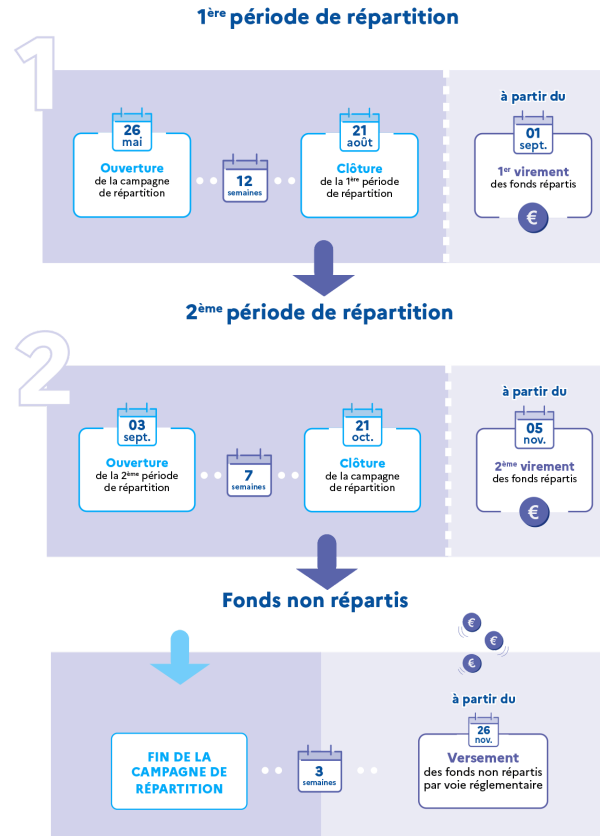 1ère période de répartition
1
à partir du
26
mai
Ouverture
de la campagne
de répartition
12
semaines
21
août
Clôture
de la 1ère période
de répartition
01
sept.
1er virement
des fonds répartis
€
2ème période de répartition
2
à partir du
03
sept.
Ouverture
de la 2ème période
de répartition
7
semaines
21
oct.
Clôture
de la campagne
de répartition
05
nov.
2ème virement
des fonds répartis
€
Fonds non répartis
€
€
€
à partir du
FIN DE LA
CAMPAGNE DE
RÉPARTITION
3
semaines
26
nov.
Versement
des fonds non répartis
par voie réglementaire